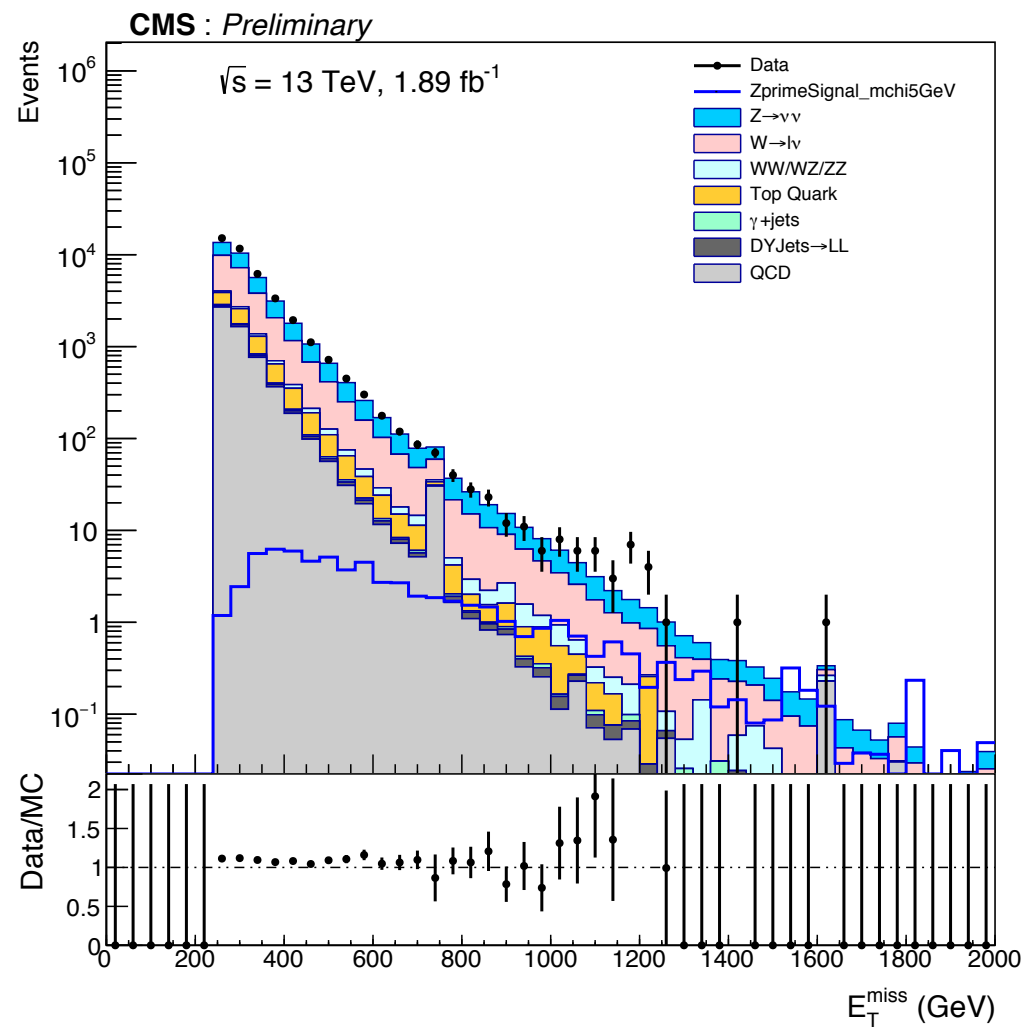 CMS : Preliminary
Events
√s = 13 TeV, 1.89 fb⁻¹
Data
ZprimeSignal_mchi5GeV
Z→νν
W→lν
WW/WZ/ZZ
Top Quark
γ+jets
DYJets→LL
QCD
10⁶
10⁵
10⁴
10³
10²
10
1
10⁻¹
Data/MC
2
1.5
1
0.5
0
0 200 400 600 800 1000 1200 1400 1600 1800 2000
E_T^miss (GeV)